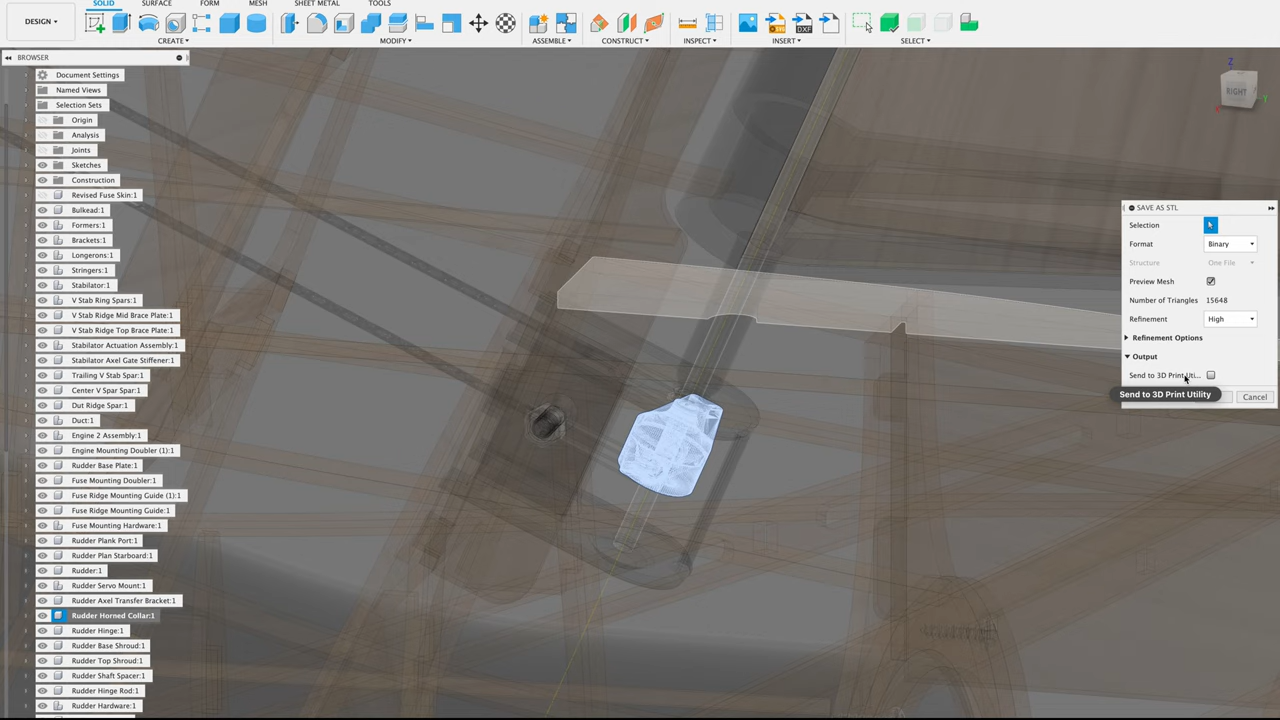 SOLID SURFACE FORM MESH SHEET METAL TOOLS
DESIGN
CREATE MODIFY ASSEMBLE CONSTRUCT INSPECT INSERT SELECT
BROWSER
Document Settings
Named Views
Selection Sets
Origin
Analysis
Joints
Sketches
Construction
Revised Fuse Skin:1
Bulkead:1
Formers:1
Brackets:1
Longerons:1
Stringers:1
Stabilator:1
V Stab Ring Spars:1
V Stab Ridge Mid Brace Plate:1
V Stab Ridge Top Brace Plate:1
Stabilator Actuation Assembly:1
Stabilator Axel Gate Stiffener:1
Trailing V Stab Spar:1
Center V Spar Spar:1
Dut Ridge Spar:1
Duct:1
Engine 2 Assembly:1
Engine Mounting Doubler (1):1
Rudder Base Plate:1
Fuse Mounting Doubler:1
Fuse Ridge Mounting Guide (1):1
Fuse Ridge Mounting Guide:1
Fuse Mounting Hardware:1
Rudder Plank Port:1
Rudder Plan Starboard:1
Rudder:1
Rudder Servo Mount:1
Rudder Axel Transfer Bracket:1
Rudder Horned Collar:1
Rudder Hinge:1
Rudder Base Shroud:1
Rudder Top Shroud:1
Rudder Shaft Spacer:1
Rudder Hinge Rod:1
Rudder Hardware:1
Z
RIGHT
Y
SAVE AS STL
Selection
Format Binary
Structure One File
Preview Mesh
Number of Triangles 15648
Refinement High
Refinement Options
Output
Send to 3D Print Uti...
Send to 3D Print Utility
Cancel